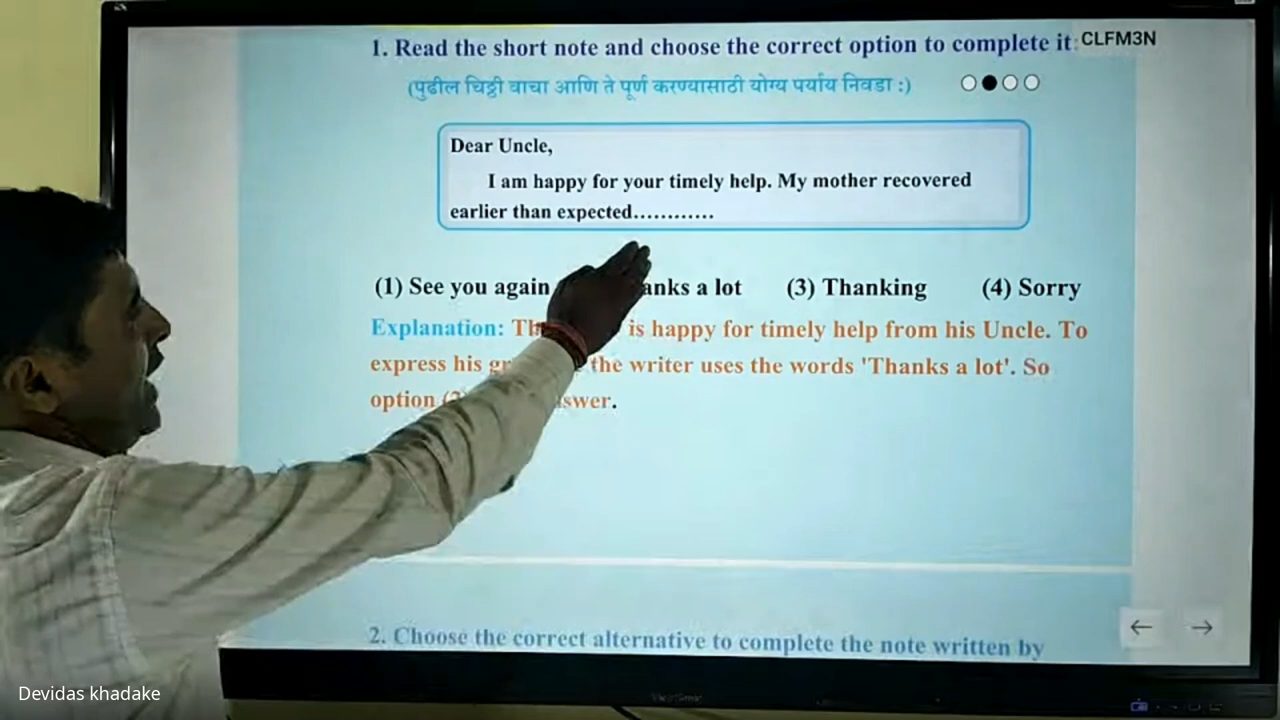 1. Read the short note and choose the correct option to complete it: CLFM3N
(पुढील चिठ्ठी वाचा आणि ते पूर्ण करण्यासाठी योग्य पर्याय निवडा :)
Dear Uncle,
I am happy for your timely help. My mother recovered
earlier than expected............
(1) See you again anks a lot (3) Thanking (4) Sorry
Explanation: is happy for timely help from his Uncle. To
express his the writer uses the words 'Thanks a lot'. So
option swer.
2. Choose the correct alternative to complete the note written by
ViewSonic
Devidas khadake